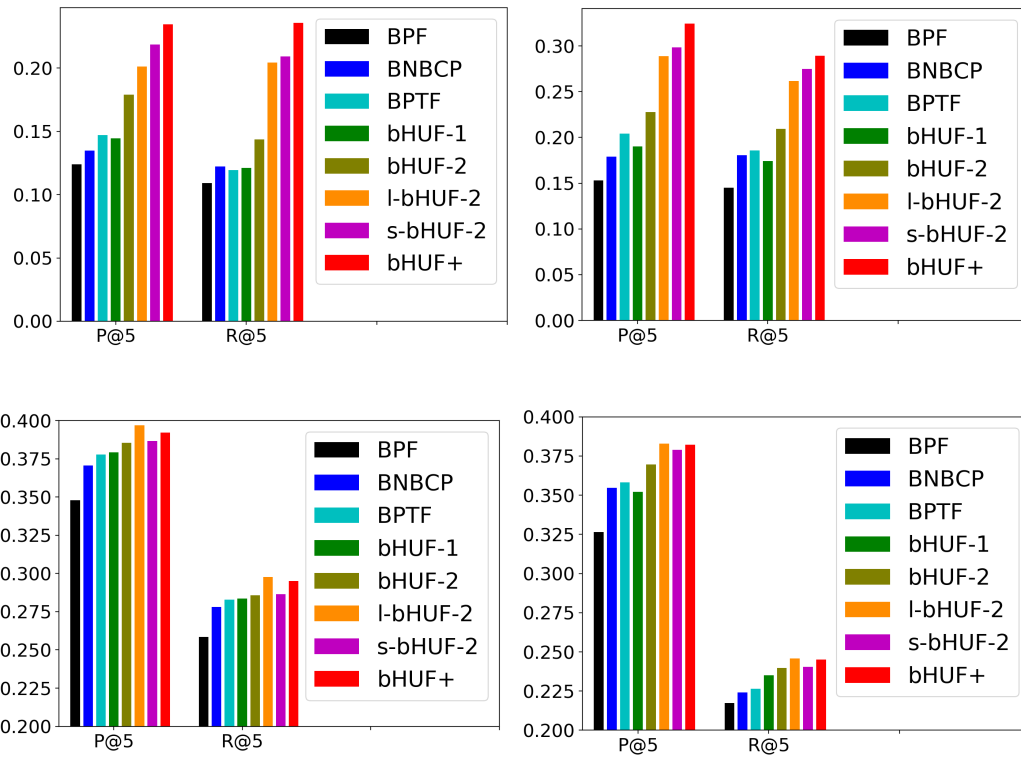 0.20
0.15
0.10
0.05
0.00
P@5
R@5
BPF
BNBCP
BPTF
bHUF-1
bHUF-2
l-bHUF-2
s-bHUF-2
bHUF+
0.30
0.25
0.20
0.15
0.10
0.05
0.00
P@5
R@5
BPF
BNBCP
BPTF
bHUF-1
bHUF-2
l-bHUF-2
s-bHUF-2
bHUF+
0.400
0.375
0.350
0.325
0.300
0.275
0.250
0.225
0.200
P@5
R@5
BPF
BNBCP
BPTF
bHUF-1
bHUF-2
l-bHUF-2
s-bHUF-2
bHUF+
0.400
0.375
0.350
0.325
0.300
0.275
0.250
0.225
0.200
P@5
R@5
BPF
BNBCP
BPTF
bHUF-1
bHUF-2
l-bHUF-2
s-bHUF-2
bHUF+